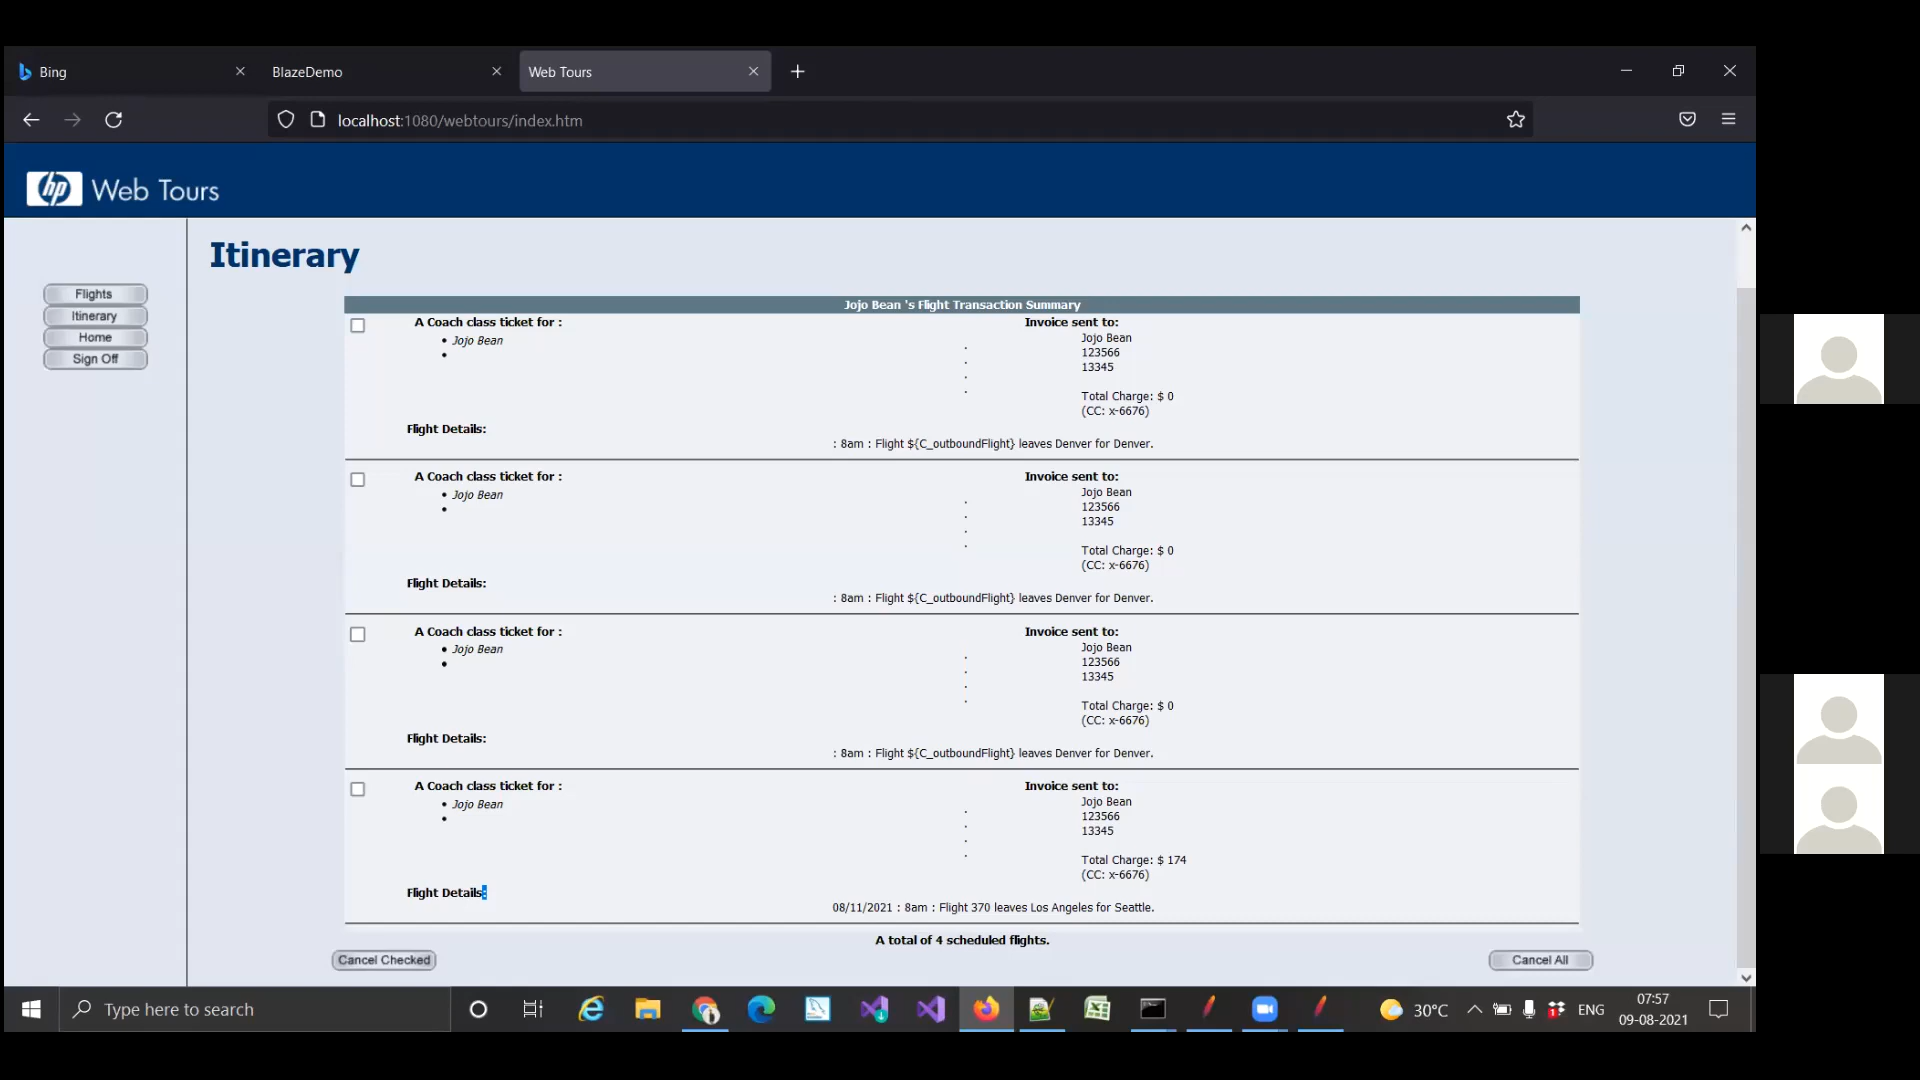 Bing
BlazeDemo
Web Tours
localhost:1080/webtours/index.htm
hp Web Tours
Itinerary
Flights
Itinerary
Home
Sign Off
Jojo Bean 's Flight Transaction Summary
A Coach class ticket for :
Jojo Bean
Invoice sent to:
Jojo Bean
123566
13345
Total Charge: $ 0
(CC: x-6676)
Flight Details:
: 8am : Flight ${C_outboundFlight} leaves Denver for Denver.
A Coach class ticket for :
Jojo Bean
Invoice sent to:
Jojo Bean
123566
13345
Total Charge: $ 0
(CC: x-6676)
Flight Details:
: 8am : Flight ${C_outboundFlight} leaves Denver for Denver.
A Coach class ticket for :
Jojo Bean
Invoice sent to:
Jojo Bean
123566
13345
Total Charge: $ 0
(CC: x-6676)
Flight Details:
: 8am : Flight ${C_outboundFlight} leaves Denver for Denver.
A Coach class ticket for :
Jojo Bean
Invoice sent to:
Jojo Bean
123566
13345
Total Charge: $ 174
(CC: x-6676)
Flight Details:
08/11/2021 : 8am : Flight 370 leaves Los Angeles for Seattle.
A total of 4 scheduled flights.
Cancel Checked
Cancel All
Type here to search
30°C
ENG
07:57
09-08-2021